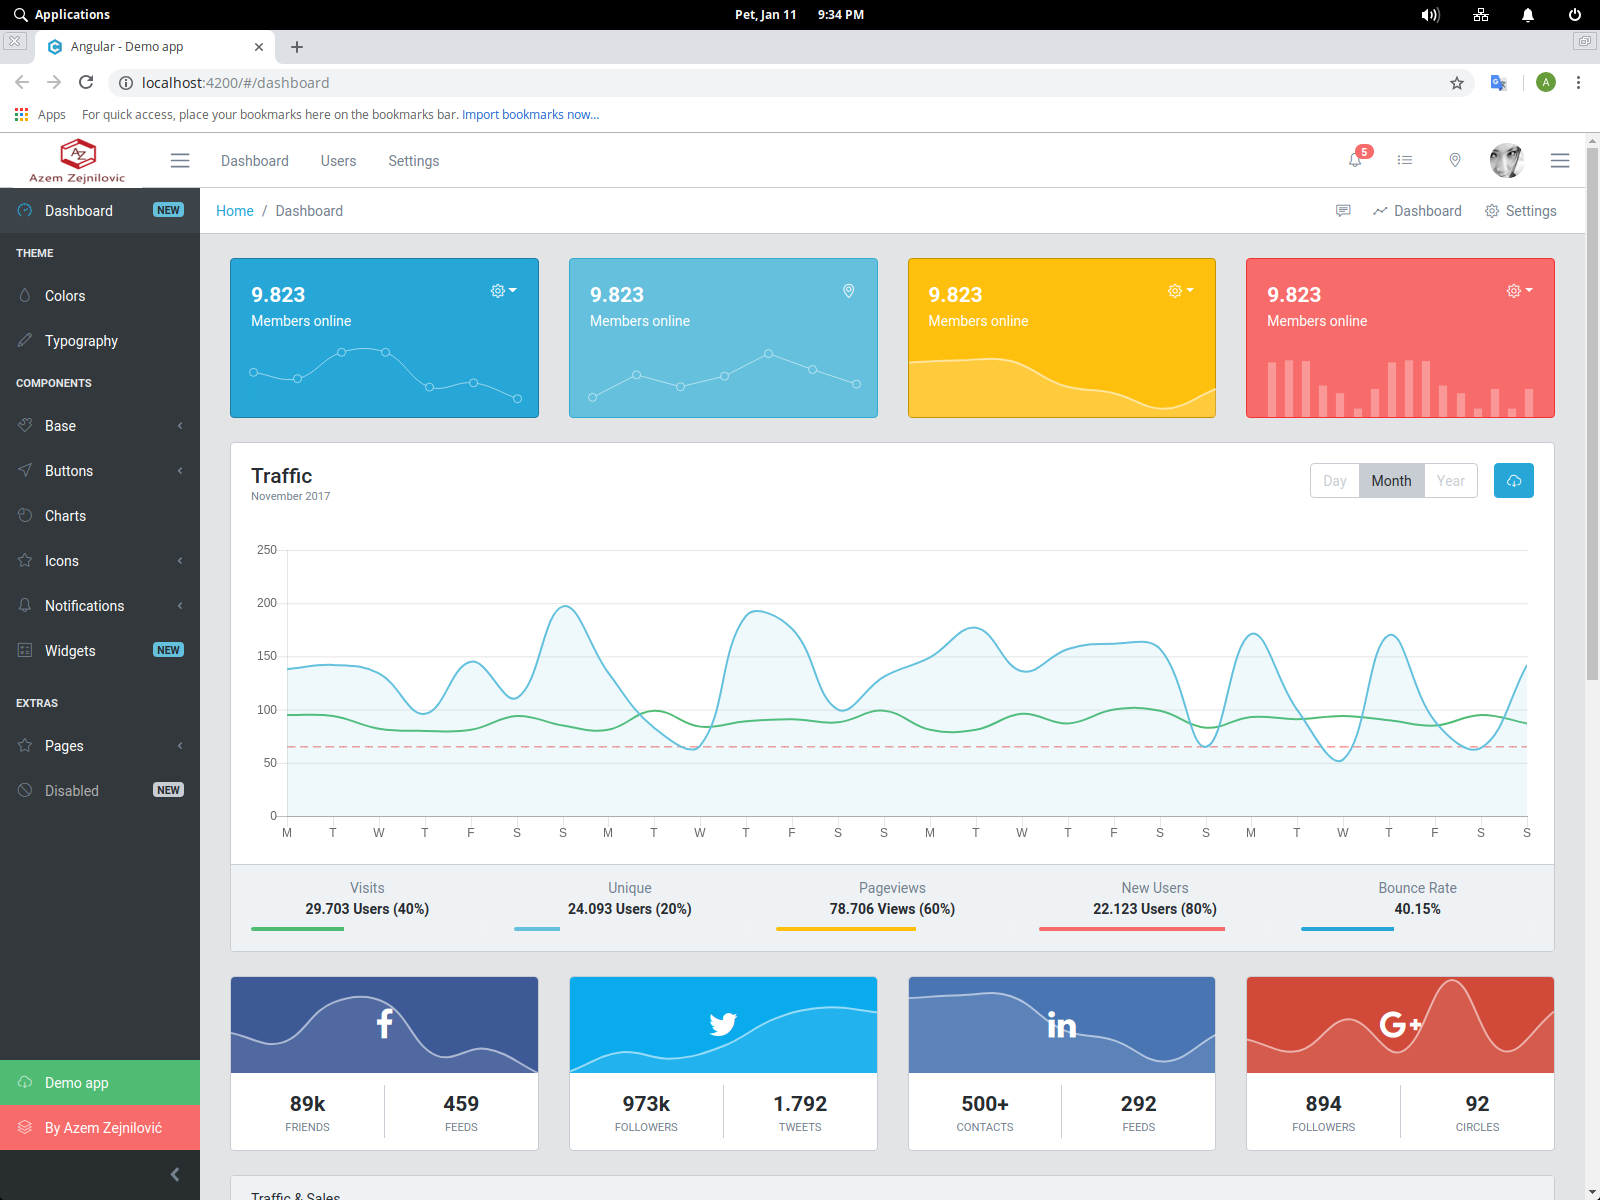 Applications
Pet, Jan 11 9:34 PM
Angular - Demo app
localhost:4200/#/dashboard
A
Apps For quick access, place your bookmarks here on the bookmarks bar. Import bookmarks now...
AZ
Azem Zejnilovic
Dashboard Users Settings
5
Dashboard NEW
Home / Dashboard
Dashboard Settings
THEME
Colors
Typography
COMPONENTS
Base
Buttons
Charts
Icons
Notifications
Widgets NEW
EXTRAS
Pages
Disabled NEW
Demo app
By Azem Zejnilović
9.823
Members online
9.823
Members online
9.823
Members online
9.823
Members online
Traffic
November 2017
Day Month Year
250
200
150
100
50
0
M T W T F S S M T W T F S S M T W T F S S M T W T F S S
Visits
29.703 Users (40%)
Unique
24.093 Users (20%)
Pageviews
78.706 Views (60%)
New Users
22.123 Users (80%)
Bounce Rate
40.15%
f
89k
FRIENDS
459
FEEDS
973k
FOLLOWERS
1.792
TWEETS
in
500+
CONTACTS
292
FEEDS
G+
894
FOLLOWERS
92
CIRCLES
Traffic & Sales